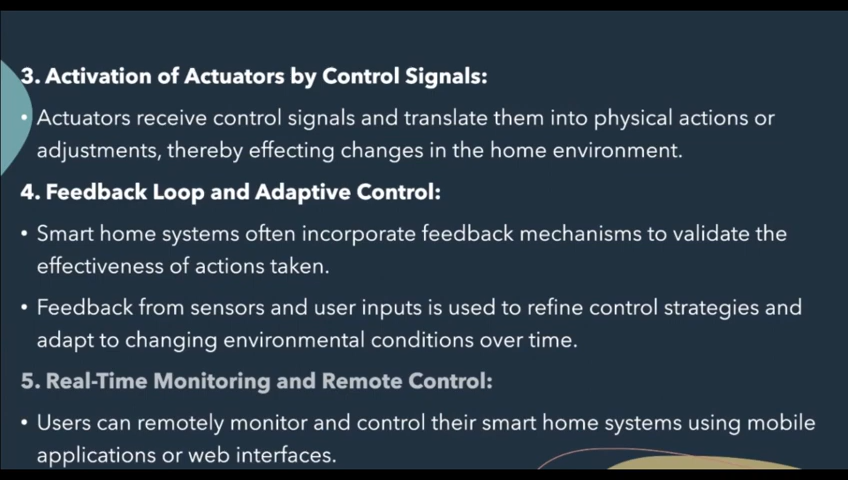 3. Activation of Actuators by Control Signals:
• Actuators receive control signals and translate them into physical actions or
adjustments, thereby effecting changes in the home environment.
4. Feedback Loop and Adaptive Control:
• Smart home systems often incorporate feedback mechanisms to validate the
effectiveness of actions taken.
• Feedback from sensors and user inputs is used to refine control strategies and
adapt to changing environmental conditions over time.
5. Real-Time Monitoring and Remote Control:
• Users can remotely monitor and control their smart home systems using mobile
applications or web interfaces.